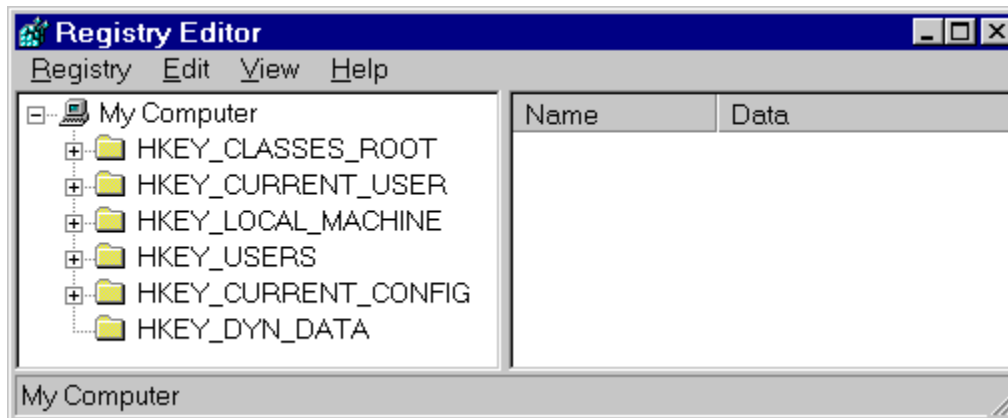 Registry Editor
Registry Edit View Help
My Computer
HKEY_CLASSES_ROOT
HKEY_CURRENT_USER
HKEY_LOCAL_MACHINE
HKEY_USERS
HKEY_CURRENT_CONFIG
HKEY_DYN_DATA
Name Data
My Computer